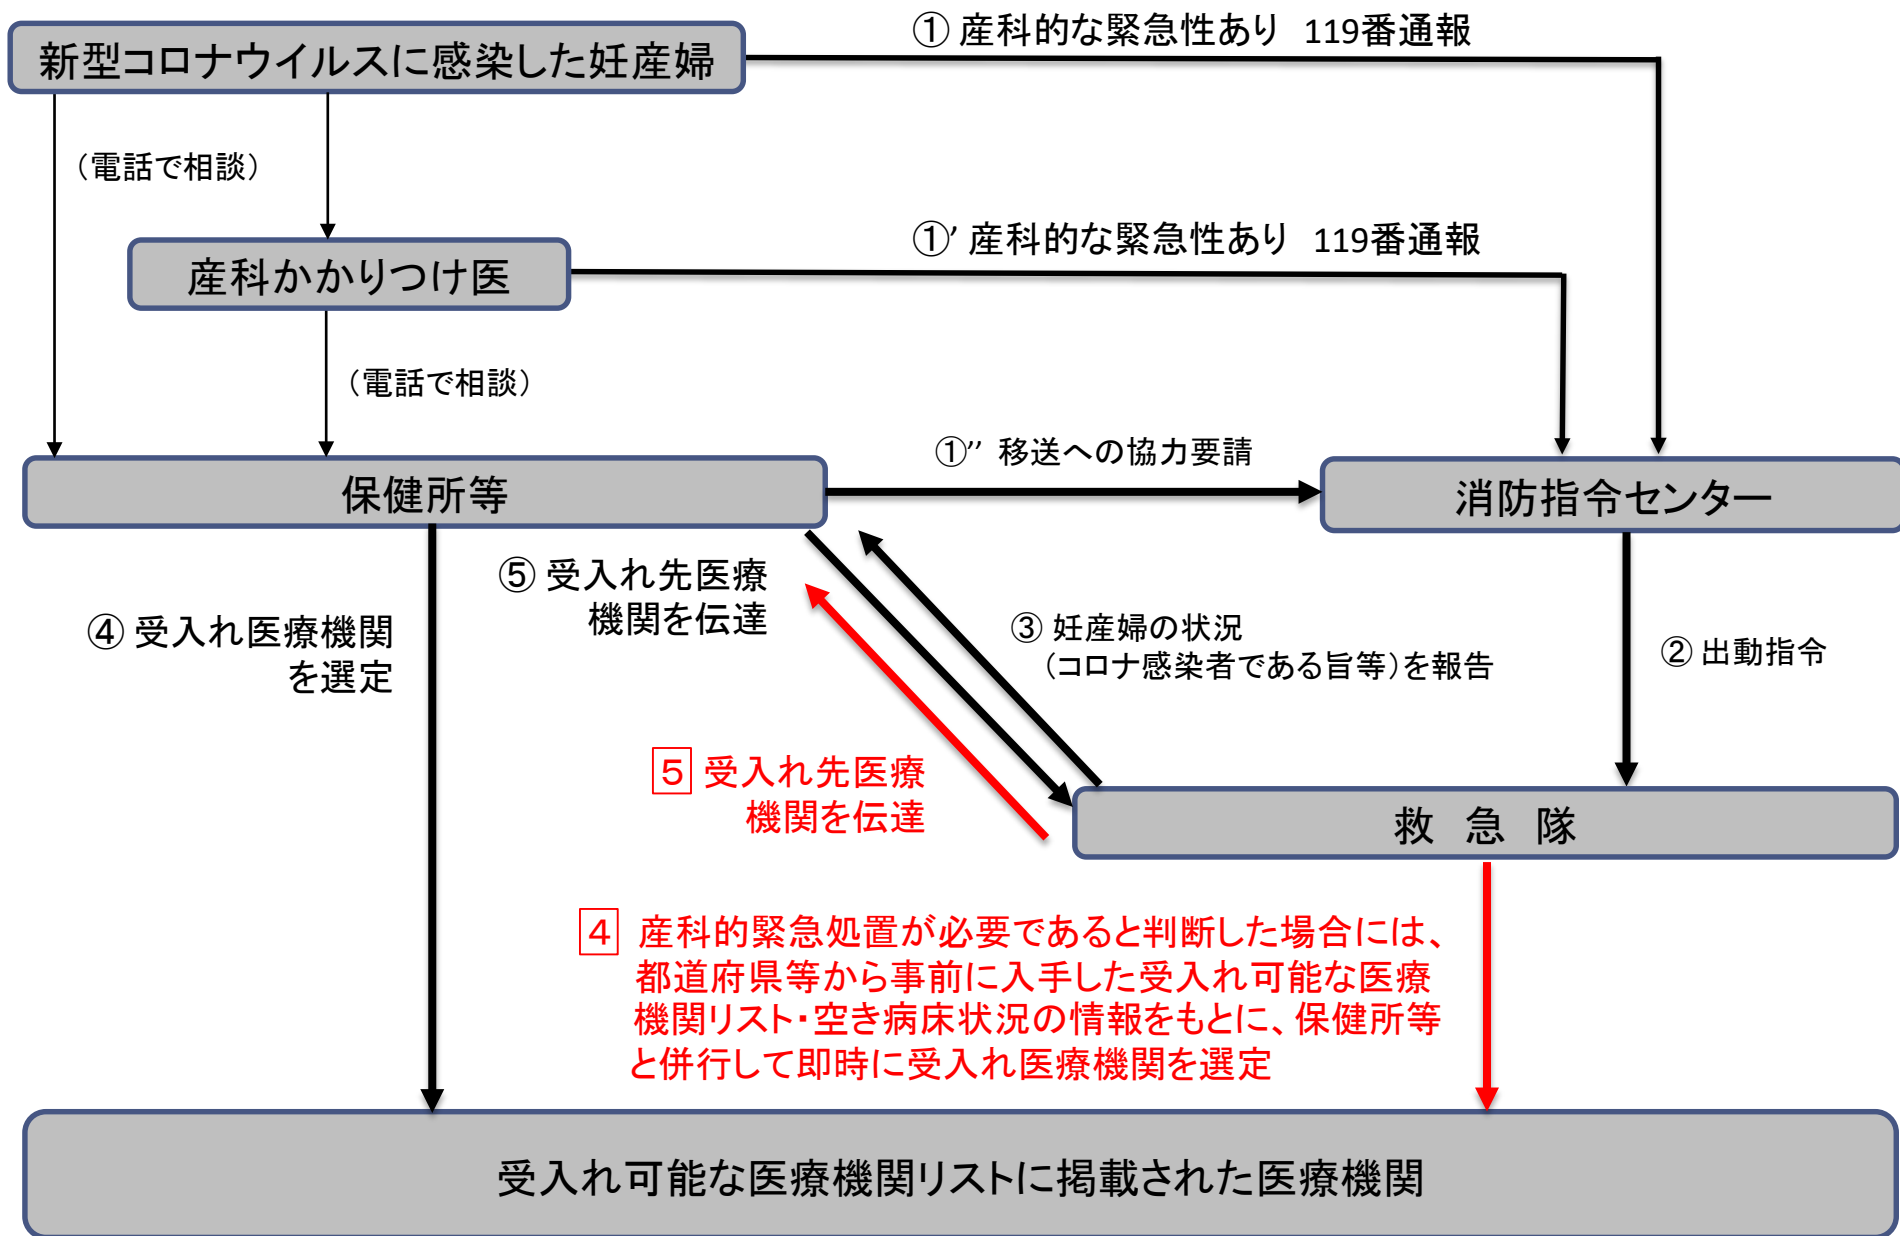 ① 産科的な緊急性あり 119番通報
新型コロナウイルスに感染した妊産婦
（電話で相談）
①’ 産科的な緊急性あり 119番通報
産科かかりつけ医
（電話で相談）
①’’ 移送への協力要請
保健所等
消防指令センター
⑤ 受入れ先医療
機関を伝達
④ 受入れ医療機関
を選定
③ 妊産婦の状況
（コロナ感染者である旨等）を報告
② 出動指令
5 受入れ先医療
機関を伝達
救 急 隊
4 産科的緊急処置が必要であると判断した場合には、
都道府県等から事前に入手した受入れ可能な医療
機関リスト・空き病床状況の情報をもとに、保健所等
と併行して即時に受入れ医療機関を選定
受入れ可能な医療機関リストに掲載された医療機関